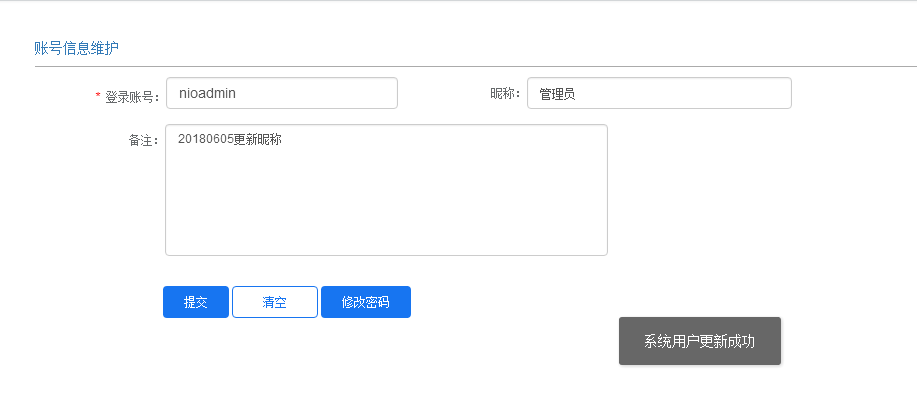 账号信息维护
* 登录账号： nioadmin 昵称： 管理员
备注： 20180605更新昵称
提交 清空 修改密码
系统用户更新成功